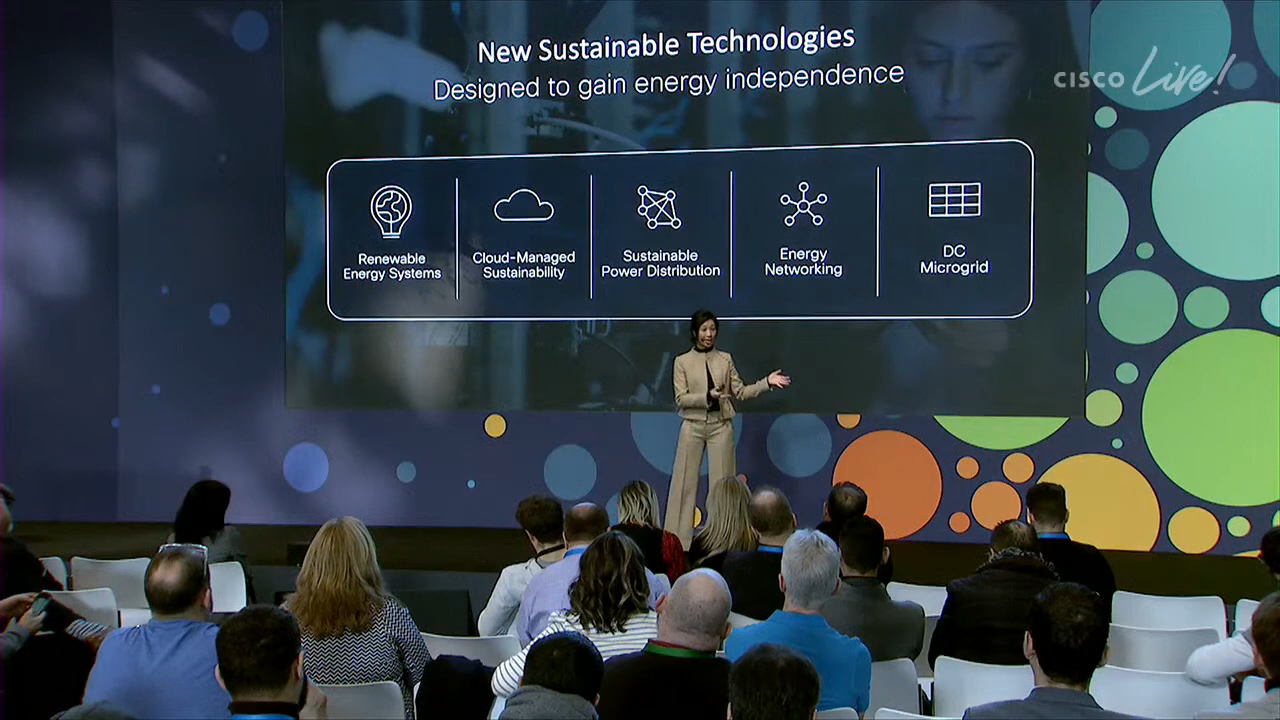 New Sustainable Technologies
Designed to gain energy independence
CISCO Live!
Renewable
Energy Systems
Cloud-Managed
Sustainability
Sustainable
Power Distribution
Energy
Networking
DC
Microgrid